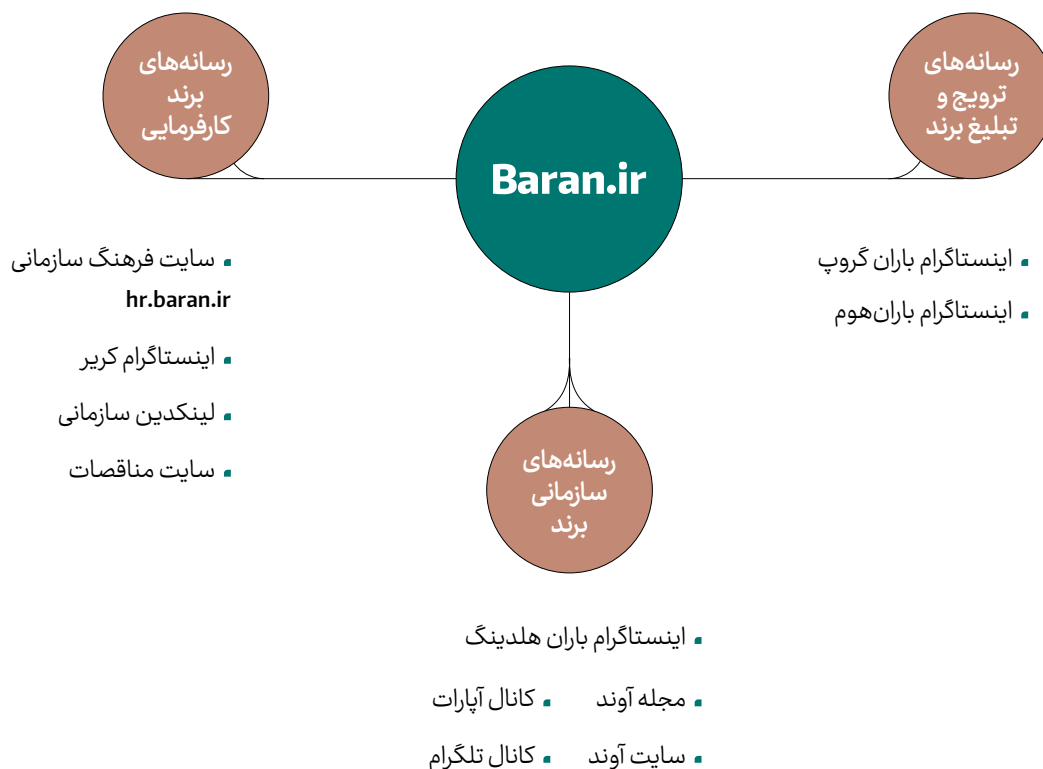 رسانه‌های
ترویج و
تبلیغ برند
Baran.ir
رسانه‌های
برند
کارفرمایی
اینستاگرام باران گروپ
اینستاگرام باران‌هوم
سایت فرهنگ سازمانی
hr.baran.ir
اینستاگرام کریر
لینکدین سازمانی
سایت مناقصات
رسانه‌های
سازمانی
برند
اینستاگرام باران هلدینگ
مجله آوند
کانال آپارات
سایت آوند
کانال تلگرام